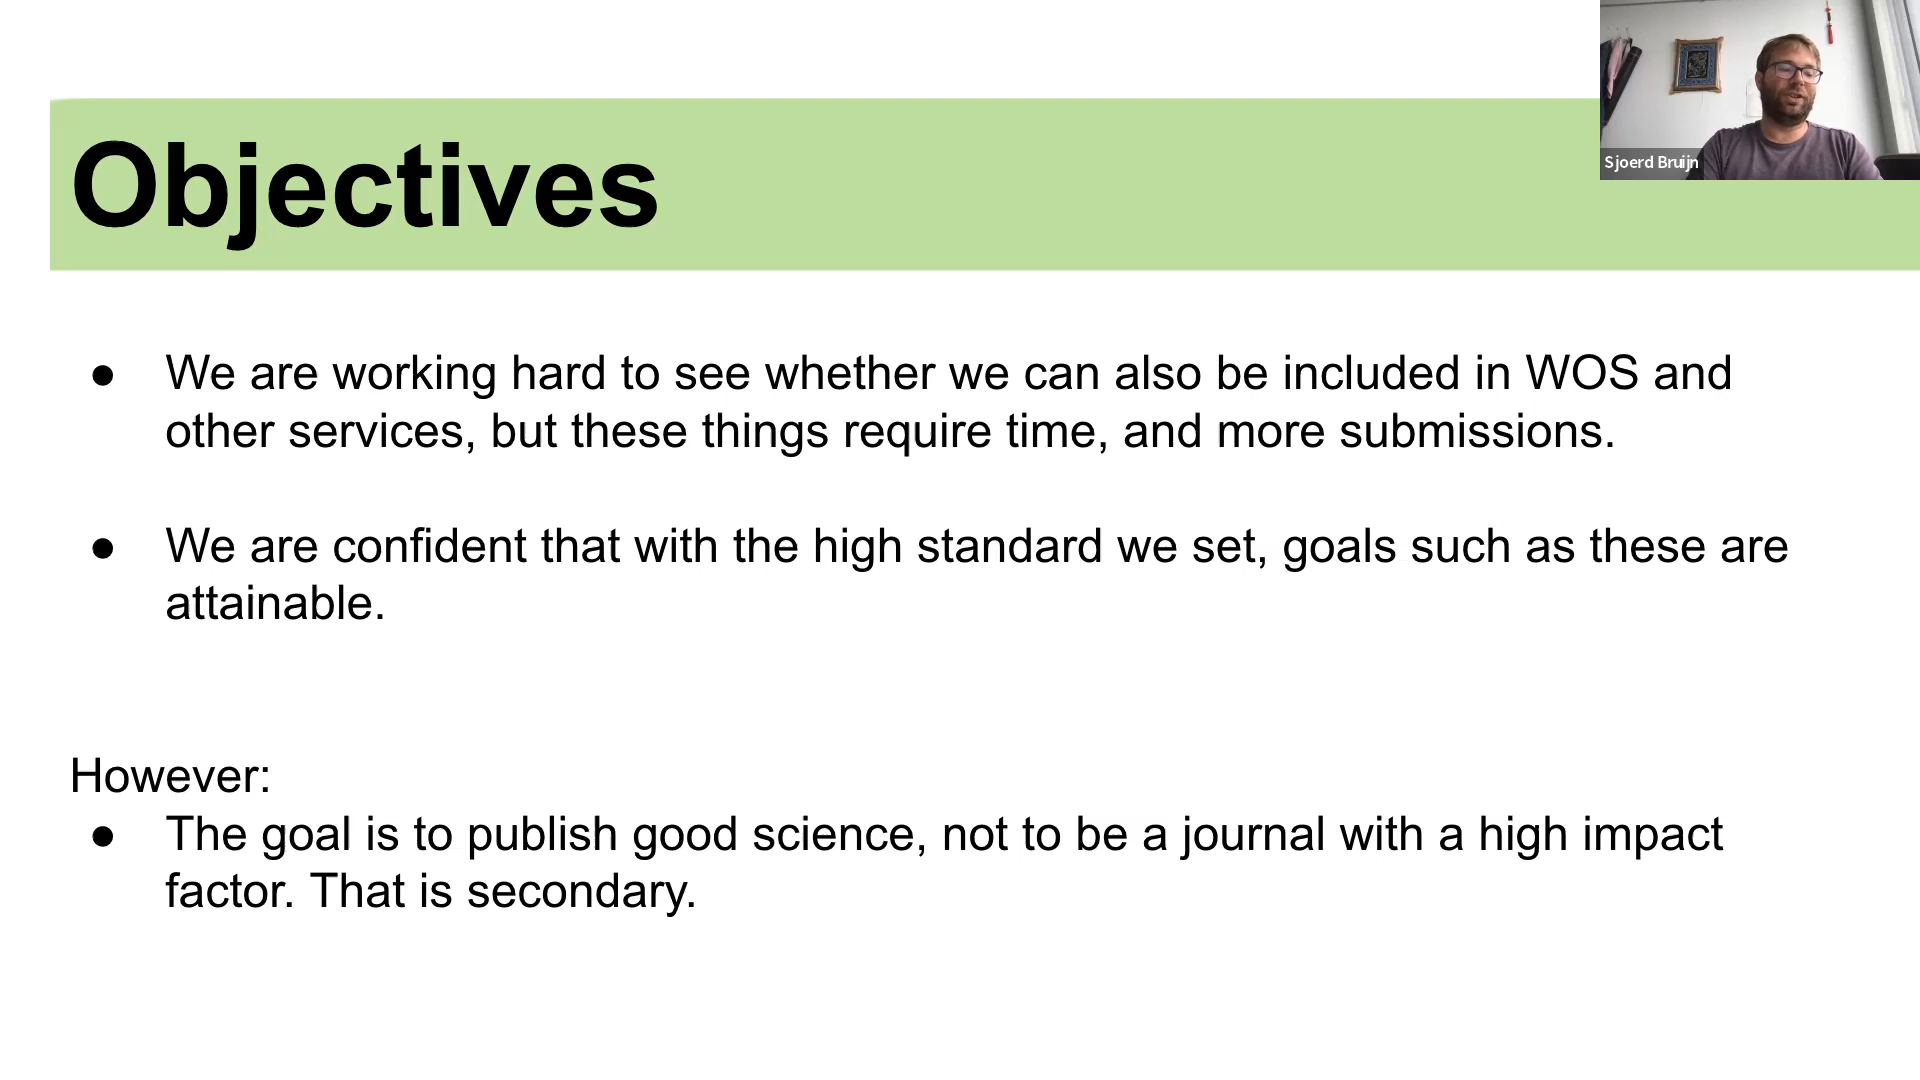 Objectives
Sjoerd Bruijn
● We are working hard to see whether we can also be included in WOS and
other services, but these things require time, and more submissions.
● We are confident that with the high standard we set, goals such as these are
attainable.
However:
● The goal is to publish good science, not to be a journal with a high impact
factor. That is secondary.